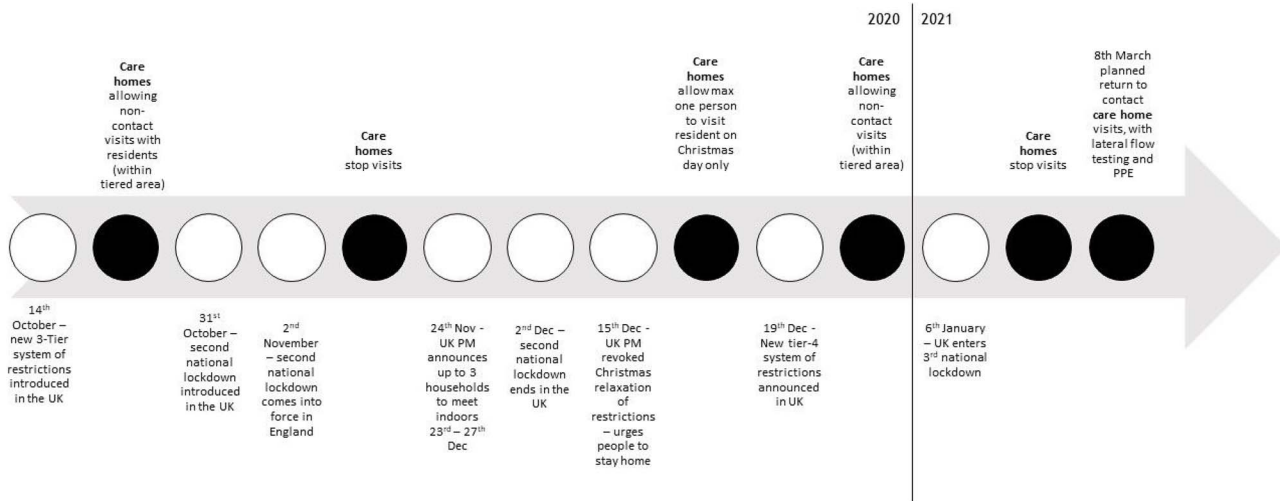 2020
2021
Care
homes
allowing
non-
contact
visits with
residents
(within
tiered area)
Care
homes
stop visits
Care
homes
allow max
one person
to visit
resident on
Christmas
day only
Care
homes
allowing
non-
contact
visits
(within
tiered area)
Care
homes
stop visits
8th March
planned
return to
contact
care home
visits, with
lateral flow
testing and
PPE
14th
October –
new 3-Tier
system of
restrictions
introduced
in the UK
31st
October –
second
national
lockdown
introduced
in the UK
2nd
November
– second
national
lockdown
comes into
force in
England
24th Nov -
UK PM
announces
up to 3
households
to meet
indoors
23rd – 27th
Dec
2nd Dec –
second
national
lockdown
ends in the
UK
15th Dec -
UK PM
revoked
Christmas
relaxation
of
restrictions
– urges
people to
stay home
19th Dec -
New tier-4
system of
restrictions
announced
in UK
6th January
– UK enters
3rd national
lockdown